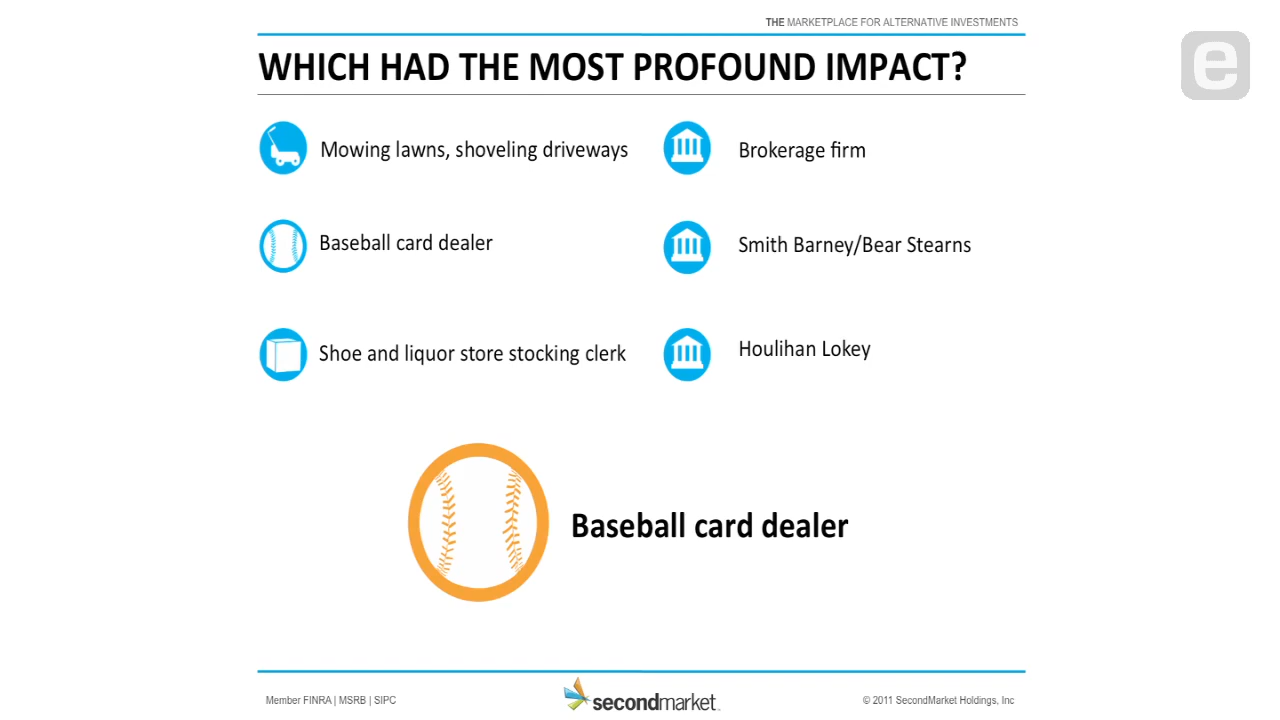 THE MARKETPLACE FOR ALTERNATIVE INVESTMENTS
e
WHICH HAD THE MOST PROFOUND IMPACT?
Mowing lawns, shoveling driveways
Brokerage firm
Baseball card dealer
Smith Barney/Bear Stearns
Shoe and liquor store stocking clerk
Houlihan Lokey
Baseball card dealer
Member FINRA | MSRB | SIPC
secondmarket
© 2011 SecondMarket Holdings, Inc